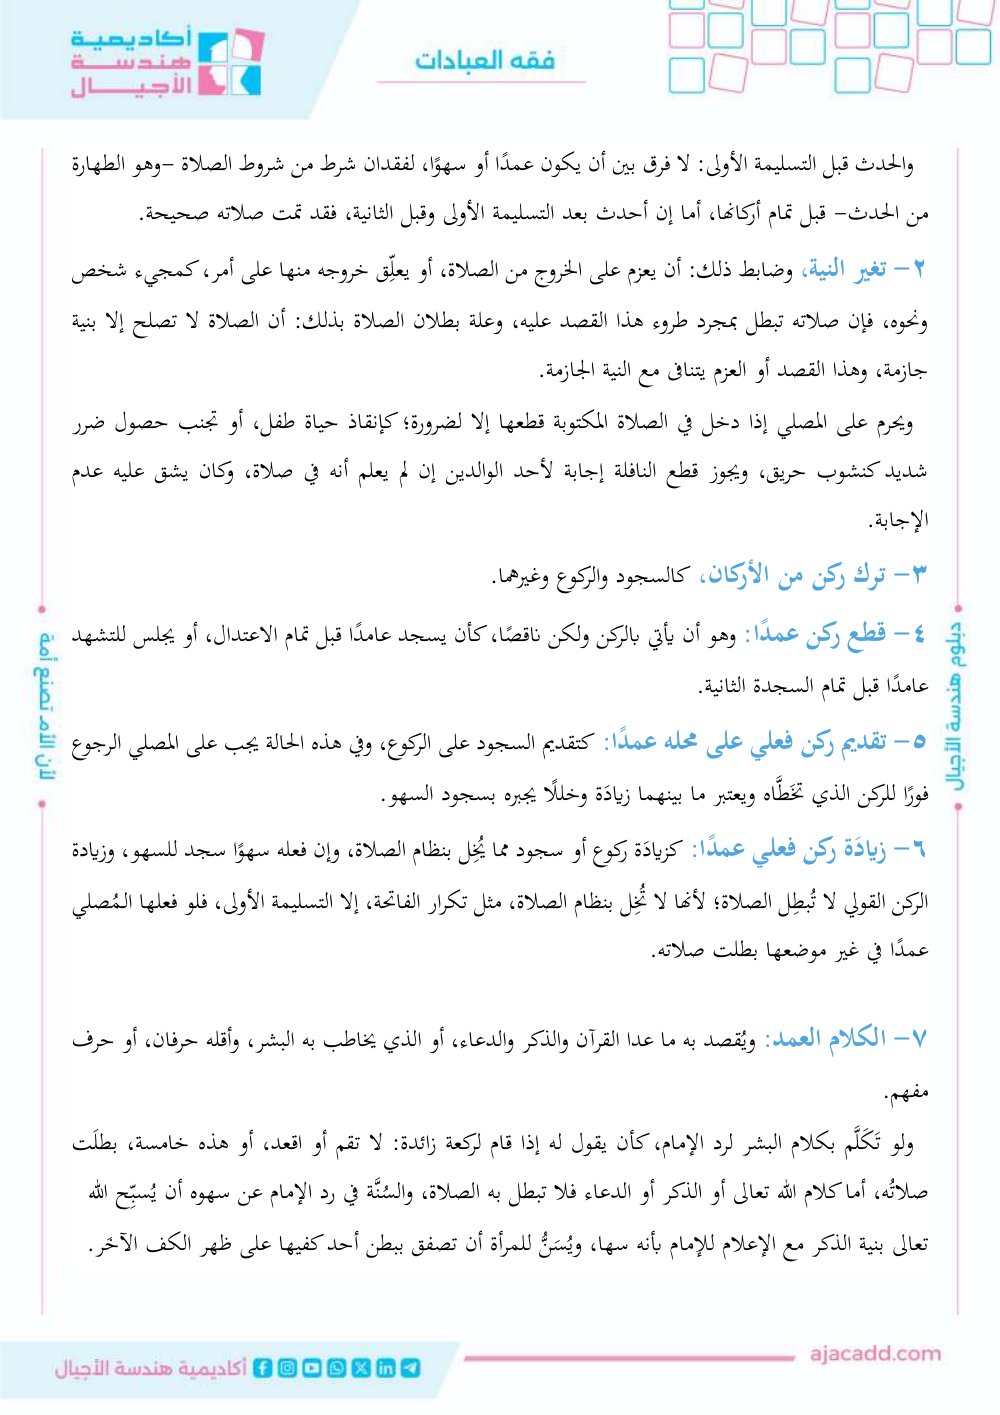 أكاديمية
هندسة
الأجيال
فقه العبادات
والحدث قبل التسليمة الأولى: لا فرق بين أن يكون عمدًا أو سهوًا، لفقدان شرط من شروط الصلاة –وهو الطهارة
من الحدث– قبل تمام أركانها، أما إن أحدث بعد التسليمة الأولى وقبل الثانية، فقد تمت صلاته صحيحة.
٢– تغير النية، وضابط ذلك: أن يعزم على الخروج من الصلاة، أو يعلِّق خروجه منها على أمر، كمجيء شخص
ونحوه، فإن صلاته تبطل بمجرد طروء هذا القصد عليه، وعلة بطلان الصلاة بذلك: أن الصلاة لا تصلح إلا بنية
جازمة، وهذا القصد أو العزم يتنافى مع النية الجازمة.
ويحرم على المصلي إذا دخل في الصلاة المكتوبة قطعها إلا لضرورة؛ كإنقاذ حياة طفل، أو تجنب حصول ضرر
شديد كنشوب حريق، ويجوز قطع النافلة إجابة لأحد الوالدين إن لم يعلم أنه في صلاة، وكان يشق عليه عدم
الإجابة.
٣– ترك ركن من الأركان، كالسجود والركوع وغيرهما.
٤– قطع ركن عمدًا: وهو أن يأتي بالركن ولكن ناقصًا، كأن يسجد عامدًا قبل تمام الاعتدال، أو يجلس للتشهد
عامدًا قبل تمام السجدة الثانية.
٥– تقديم ركن فعلي على محله عمدًا: كتقديم السجود على الركوع، وفي هذه الحالة يجب على المصلي الرجوع
فورًا للركن الذي تخَطَّاه ويعتبر ما بينهما زيادَة وخللًا يجبره بسجود السهو.
٦– زيادَة ركن فعلي عمدًا: كزيادَة ركوع أو سجود مما يُخِل بنظام الصلاة، وإن فعله سهوًا سجد للسهو، وزيادة
الركن القولي لا تُبطِل الصلاة؛ لأنها لا تُخِل بنظام الصلاة، مثل تكرار الفاتحة، إلا التسليمة الأولى، فلو فعلها المُصلي
عمدًا في غير موضعها بطلت صلاته.
٧– الكلام العمد: ويُقصد به ما عدا القرآن والذكر والدعاء، أو الذي يخاطب به البشر، وأقله حرفان، أو حرف
مفهم.
ولو تَكَلَّم بكلام البشر لرد الإمام، كأن يقول له إذا قام لركعة زائدة: لا تقم أو اقعد، أو هذه خامسة، بطلَت
صلاتُه، أما كلام الله تعالى أو الذكر أو الدعاء فلا تبطل به الصلاة، والسُنَّة في رد الإمام عن سهوه أن يُسبِّح الله
تعالى بنية الذكر مع الإعلام للإمام بأنه سها، ويُسَنُّ للمرأة أن تصفق ببطن أحد كفيها على ظهر الكف الآخَر.
دبلوم هندسة الأجيال
لأن الأمـ تصنع أمة
أكاديمية هندسة الأجيال
ajacadd.com